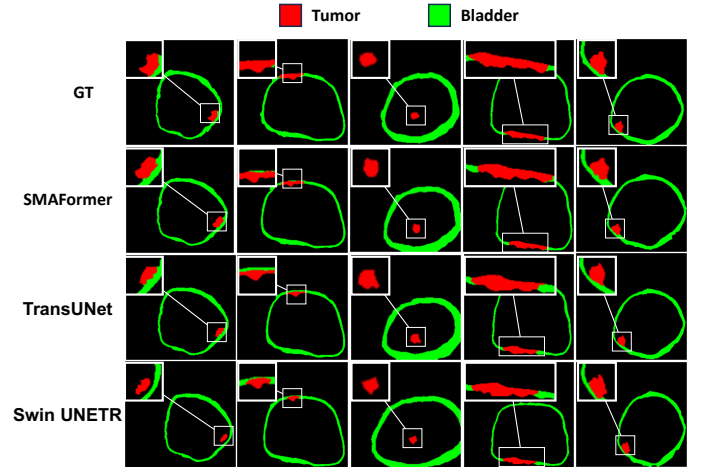 Tumor Bladder
GT
SMAFormer
TransUNet
Swin UNETR